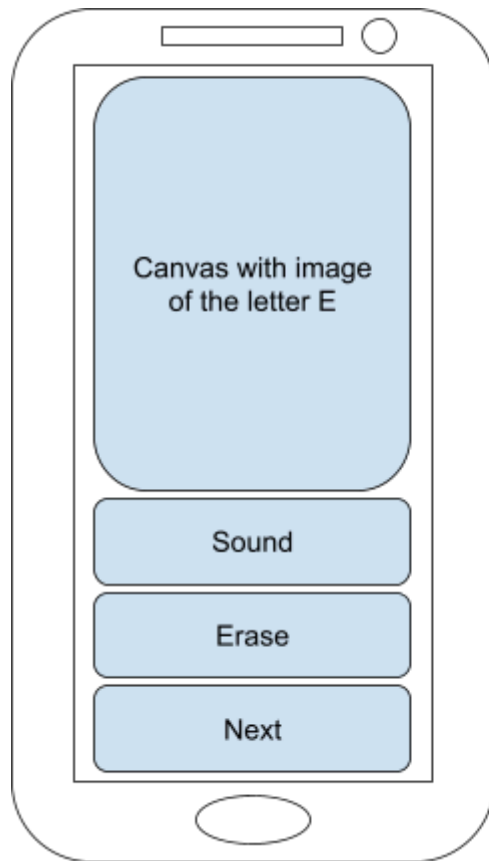 Canvas with image
of the letter E
Sound
Erase
Next